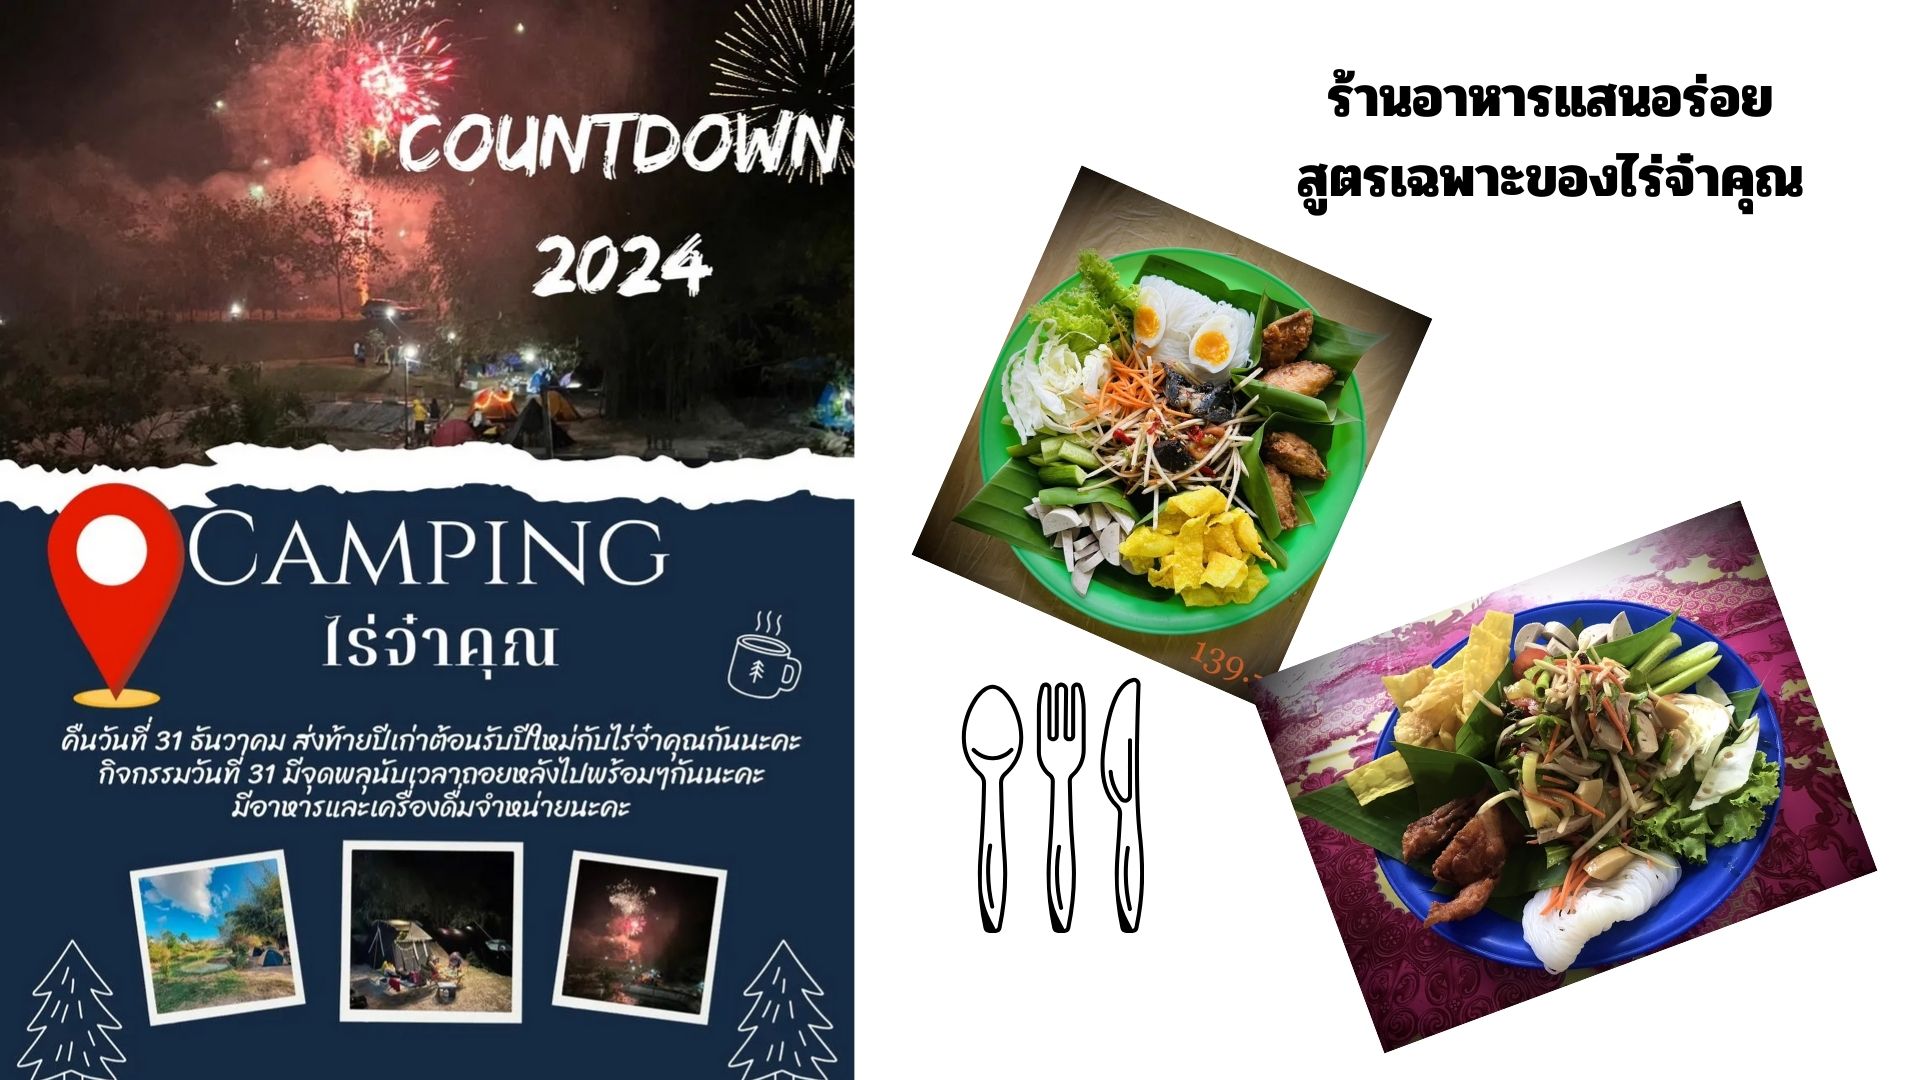 COUNTDOWN
2024
CAMPING
ไร่จ๋าคุณ
คืนวันที่ 31 ธันวาคม ส่งท้ายปีเก่าต้อนรับปีใหม่กับไร่จ๋าคุณกันนะคะ
กิจกรรมวันที่ 31 มีจุดพลุนับเวลาถอยหลังไปพร้อมๆกันนะคะ
มีอาหารและเครื่องดื่มจำหน่ายนะคะ
ร้านอาหารแสนอร่อย
สูตรเฉพาะของไร่จ๋าคุณ
139.-